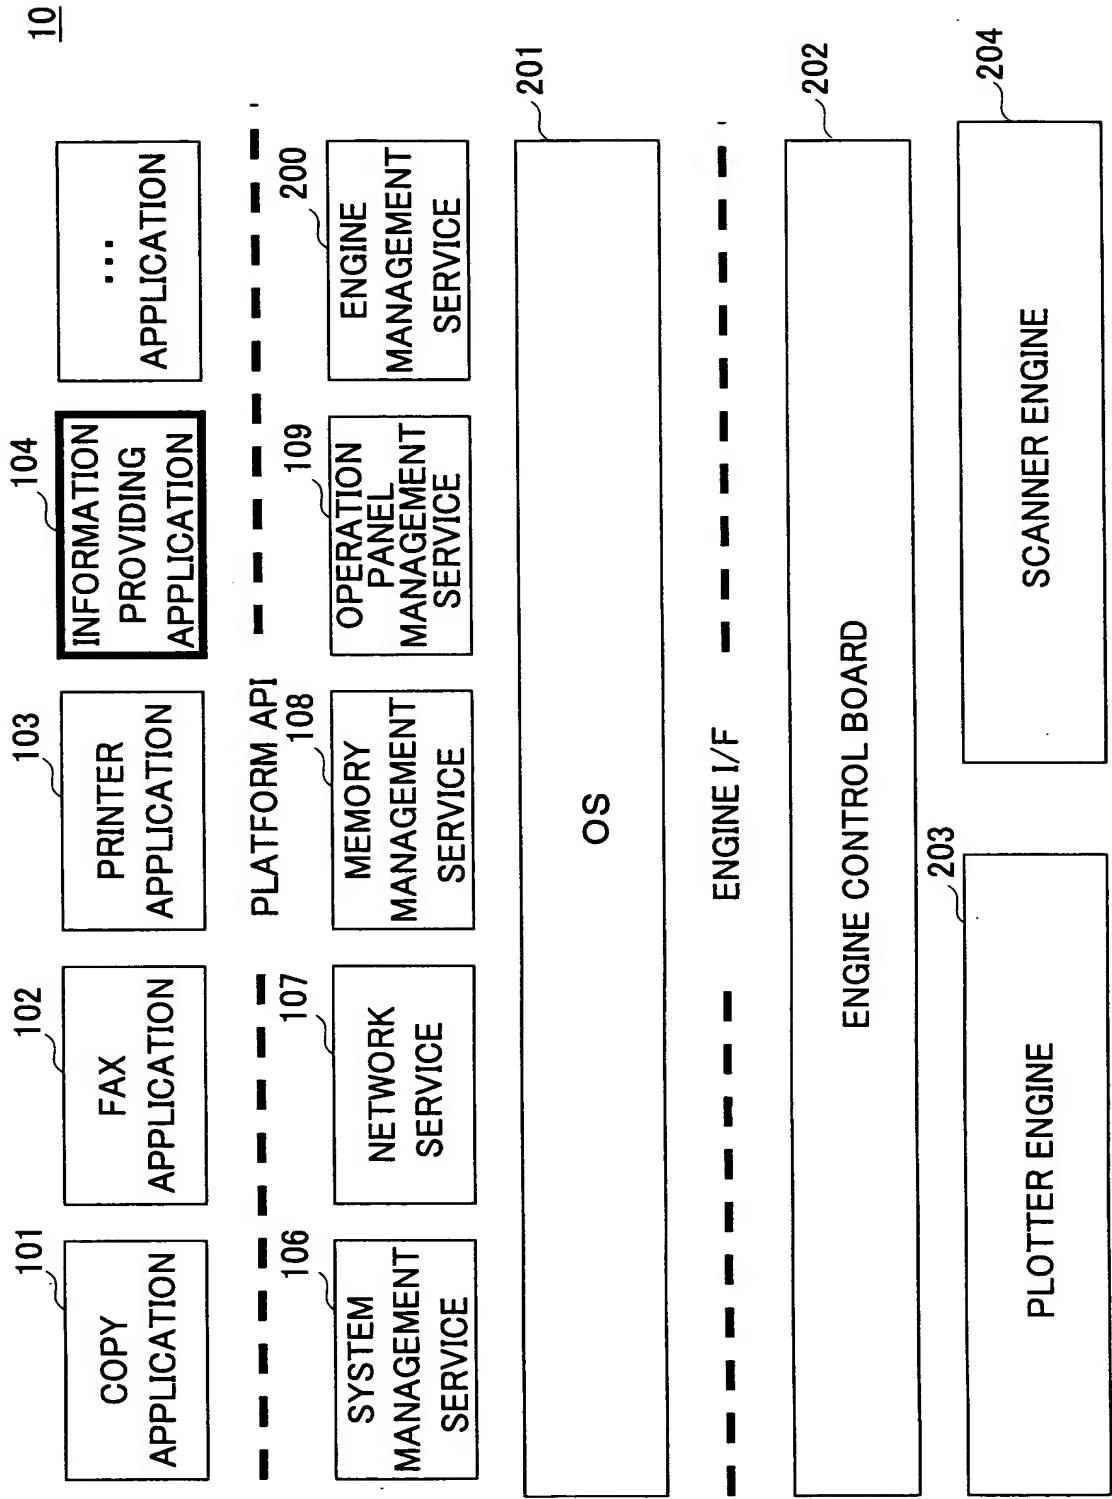 10
101
COPY
APPLICATION
102
FAX
APPLICATION
103
PRINTER
APPLICATION
104
INFORMATION
PROVIDING
APPLICATION
...
APPLICATION
PLATFORM API
106
SYSTEM
MANAGEMENT
SERVICE
107
NETWORK
SERVICE
108
MEMORY
MANAGEMENT
SERVICE
109
OPERATION
PANEL
MANAGEMENT
SERVICE
200
ENGINE
MANAGEMENT
SERVICE
201
OS
ENGINE I/F
202
ENGINE CONTROL BOARD
203
PLOTTER ENGINE
204
SCANNER ENGINE